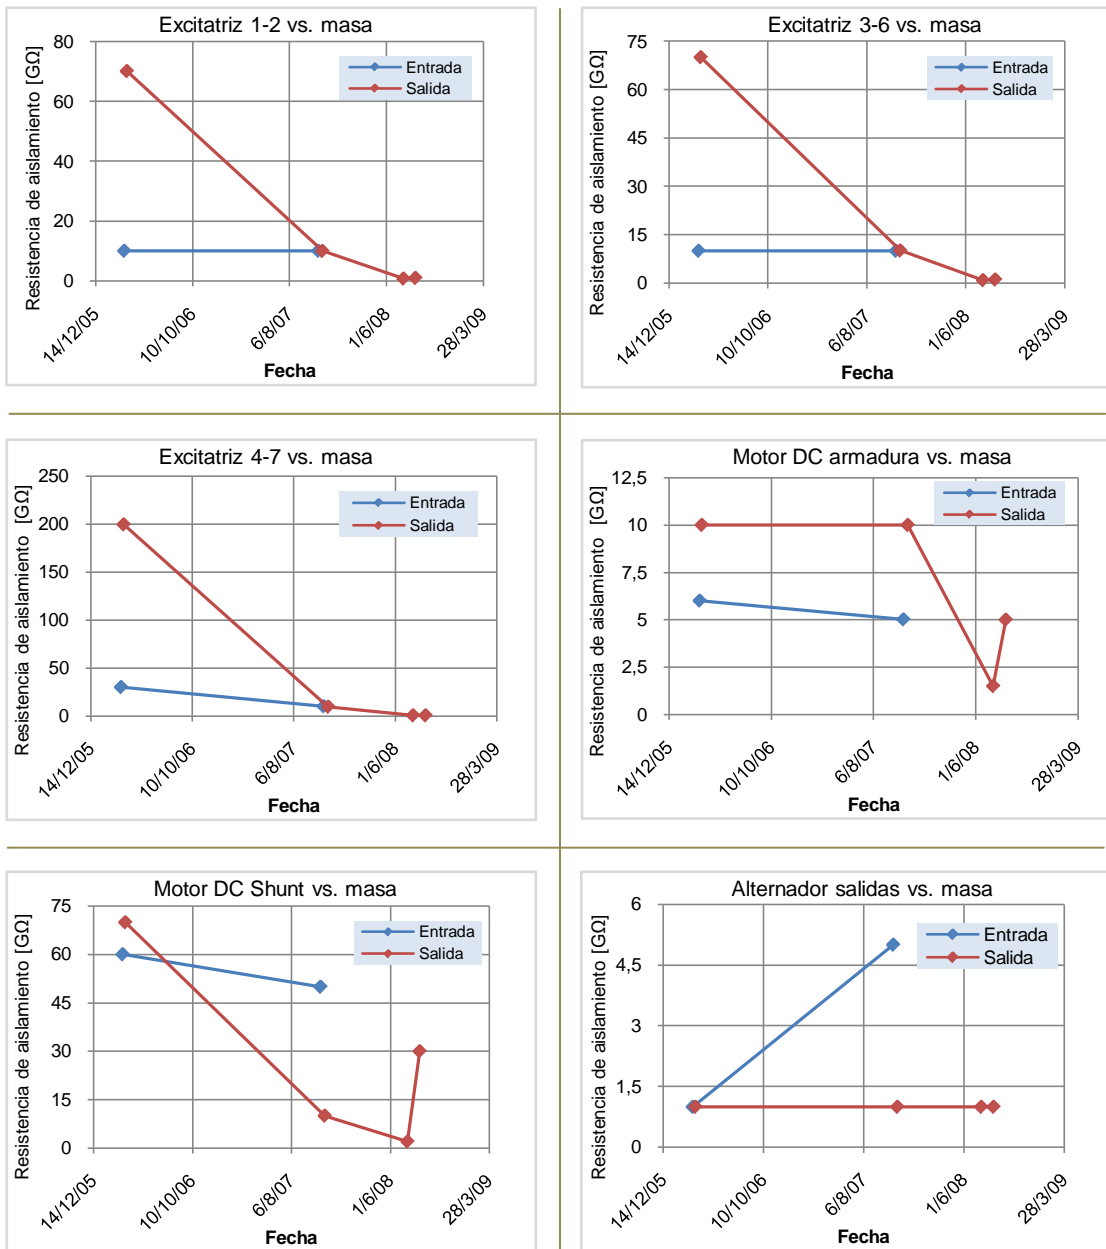 Excitatriz 1-2 vs. masa
Resistencia de aislamiento [GΩ]
80
60
40
20
0
Entrada
Salida
14/12/05
10/10/06
6/8/07
1/6/08
28/3/09
Fecha
Excitatriz 3-6 vs. masa
Resistencia de aislamiento [GΩ]
75
60
45
30
15
0
Entrada
Salida
14/12/05
10/10/06
6/8/07
1/6/08
28/3/09
Fecha
Excitatriz 4-7 vs. masa
Resistencia de aislamiento [GΩ]
250
200
150
100
50
0
Entrada
Salida
14/12/05
10/10/06
6/8/07
1/6/08
28/3/09
Fecha
Motor DC armadura vs. masa
Resistencia de aislamiento [GΩ]
12,5
10
7,5
5
2,5
0
Entrada
Salida
14/12/05
10/10/06
6/8/07
1/6/08
28/3/09
Fecha
Motor DC Shunt vs. masa
Resistencia de aislamiento [GΩ]
75
60
45
30
15
0
Entrada
Salida
14/12/05
10/10/06
6/8/07
1/6/08
28/3/09
Fecha
Alternador salidas vs. masa
Resistencia de aislamiento [GΩ]
6
4,5
3
1,5
0
Entrada
Salida
14/12/05
10/10/06
6/8/07
1/6/08
28/3/09
Fecha